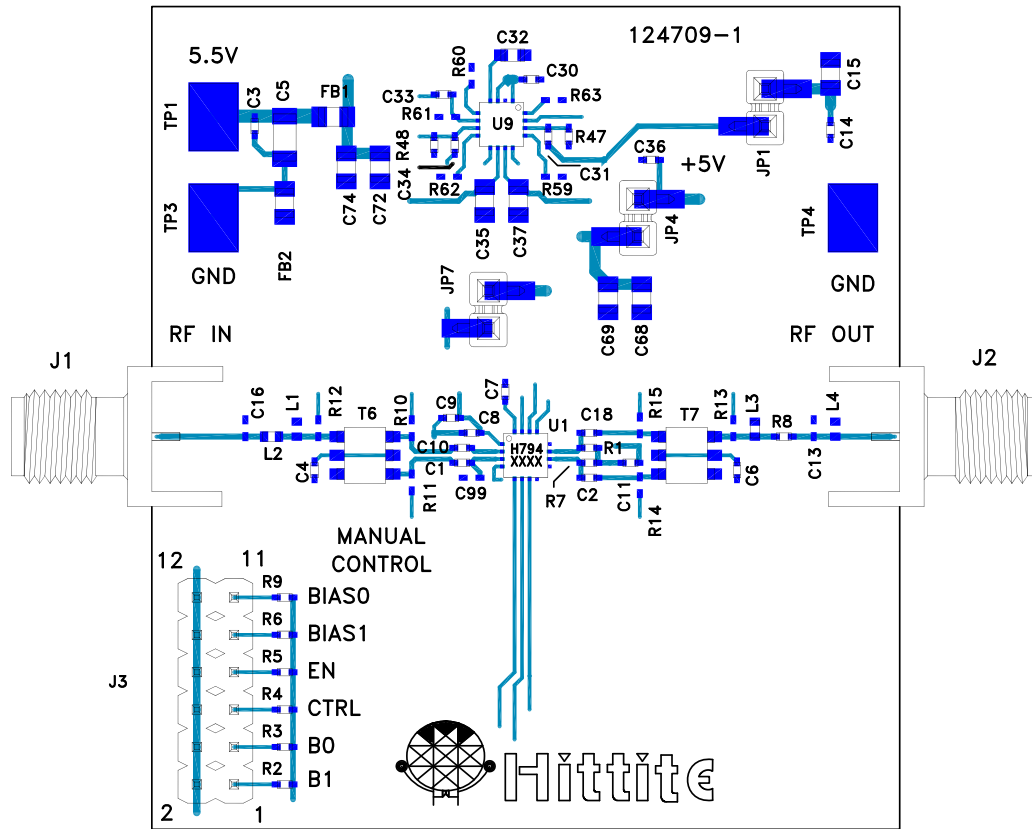 124709-1
5.5V
C32
R60
C30
C15
TP1
C3
C5
FB1
C33
R63
R61
U9
C14
R48
R47
JP1
C34
C36
+5V
C31
R62
R59
TP3
C74
C72
C35
C37
JP4
TP4
GND
FB2
JP7
GND
C69
C68
RF IN
RF OUT
J1
J2
C16
L1
R12
T6
R10
C9
C8
C7
U1
C18
R15
T7
R13
L3
R8
L4
L2
C4
C10
C1
H794
XXXX
R1
C13
C6
R11
C99
R7
C2
C11
R14
MANUAL
CONTROL
12
11
R9
BIAS0
R6
BIAS1
R5
EN
J3
R4
CTRL
R3
B0
R2
B1
2
1
Hittite